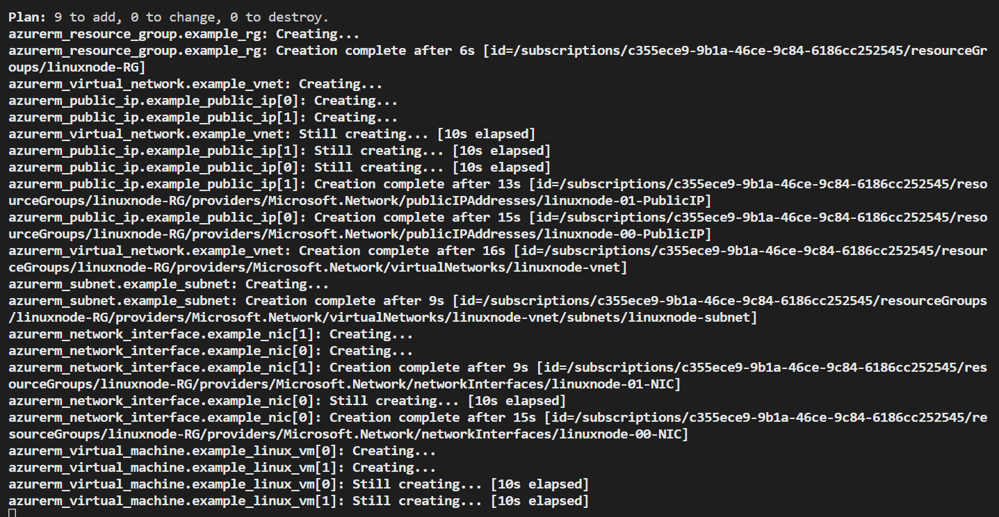 Plan: 9 to add, 0 to change, 0 to destroy.
azurerm_resource_group.example_rg: Creating...
azurerm_resource_group.example_rg: Creation complete after 6s [id=/subscriptions/c355ece9-9b1a-46ce-9c84-6186cc252545/resourceGr
oups/linuxnode-RG]
azurerm_virtual_network.example_vnet: Creating...
azurerm_public_ip.example_public_ip[0]: Creating...
azurerm_public_ip.example_public_ip[1]: Creating...
azurerm_virtual_network.example_vnet: Still creating... [10s elapsed]
azurerm_public_ip.example_public_ip[1]: Still creating... [10s elapsed]
azurerm_public_ip.example_public_ip[0]: Still creating... [10s elapsed]
azurerm_public_ip.example_public_ip[1]: Creation complete after 13s [id=/subscriptions/c355ece9-9b1a-46ce-9c84-6186cc252545/reso
urceGroups/linuxnode-RG/providers/Microsoft.Network/publicIPAddresses/linuxnode-01-PublicIP]
azurerm_public_ip.example_public_ip[0]: Creation complete after 15s [id=/subscriptions/c355ece9-9b1a-46ce-9c84-6186cc252545/reso
urceGroups/linuxnode-RG/providers/Microsoft.Network/publicIPAddresses/linuxnode-00-PublicIP]
azurerm_virtual_network.example_vnet: Creation complete after 16s [id=/subscriptions/c355ece9-9b1a-46ce-9c84-6186cc252545/resour
ceGroups/linuxnode-RG/providers/Microsoft.Network/virtualNetworks/linuxnode-vnet]
azurerm_subnet.example_subnet: Creating...
azurerm_subnet.example_subnet: Creation complete after 9s [id=/subscriptions/c355ece9-9b1a-46ce-9c84-6186cc252545/resourceGroups
/linuxnode-RG/providers/Microsoft.Network/virtualNetworks/linuxnode-vnet/subnets/linuxnode-subnet]
azurerm_network_interface.example_nic[1]: Creating...
azurerm_network_interface.example_nic[0]: Creating...
azurerm_network_interface.example_nic[1]: Creation complete after 9s [id=/subscriptions/c355ece9-9b1a-46ce-9c84-6186cc252545/res
ourceGroups/linuxnode-RG/providers/Microsoft.Network/networkInterfaces/linuxnode-01-NIC]
azurerm_network_interface.example_nic[0]: Still creating... [10s elapsed]
azurerm_network_interface.example_nic[0]: Creation complete after 15s [id=/subscriptions/c355ece9-9b1a-46ce-9c84-6186cc252545/re
sourceGroups/linuxnode-RG/providers/Microsoft.Network/networkInterfaces/linuxnode-00-NIC]
azurerm_virtual_machine.example_linux_vm[0]: Creating...
azurerm_virtual_machine.example_linux_vm[1]: Creating...
azurerm_virtual_machine.example_linux_vm[0]: Still creating... [10s elapsed]
azurerm_virtual_machine.example_linux_vm[1]: Still creating... [10s elapsed]